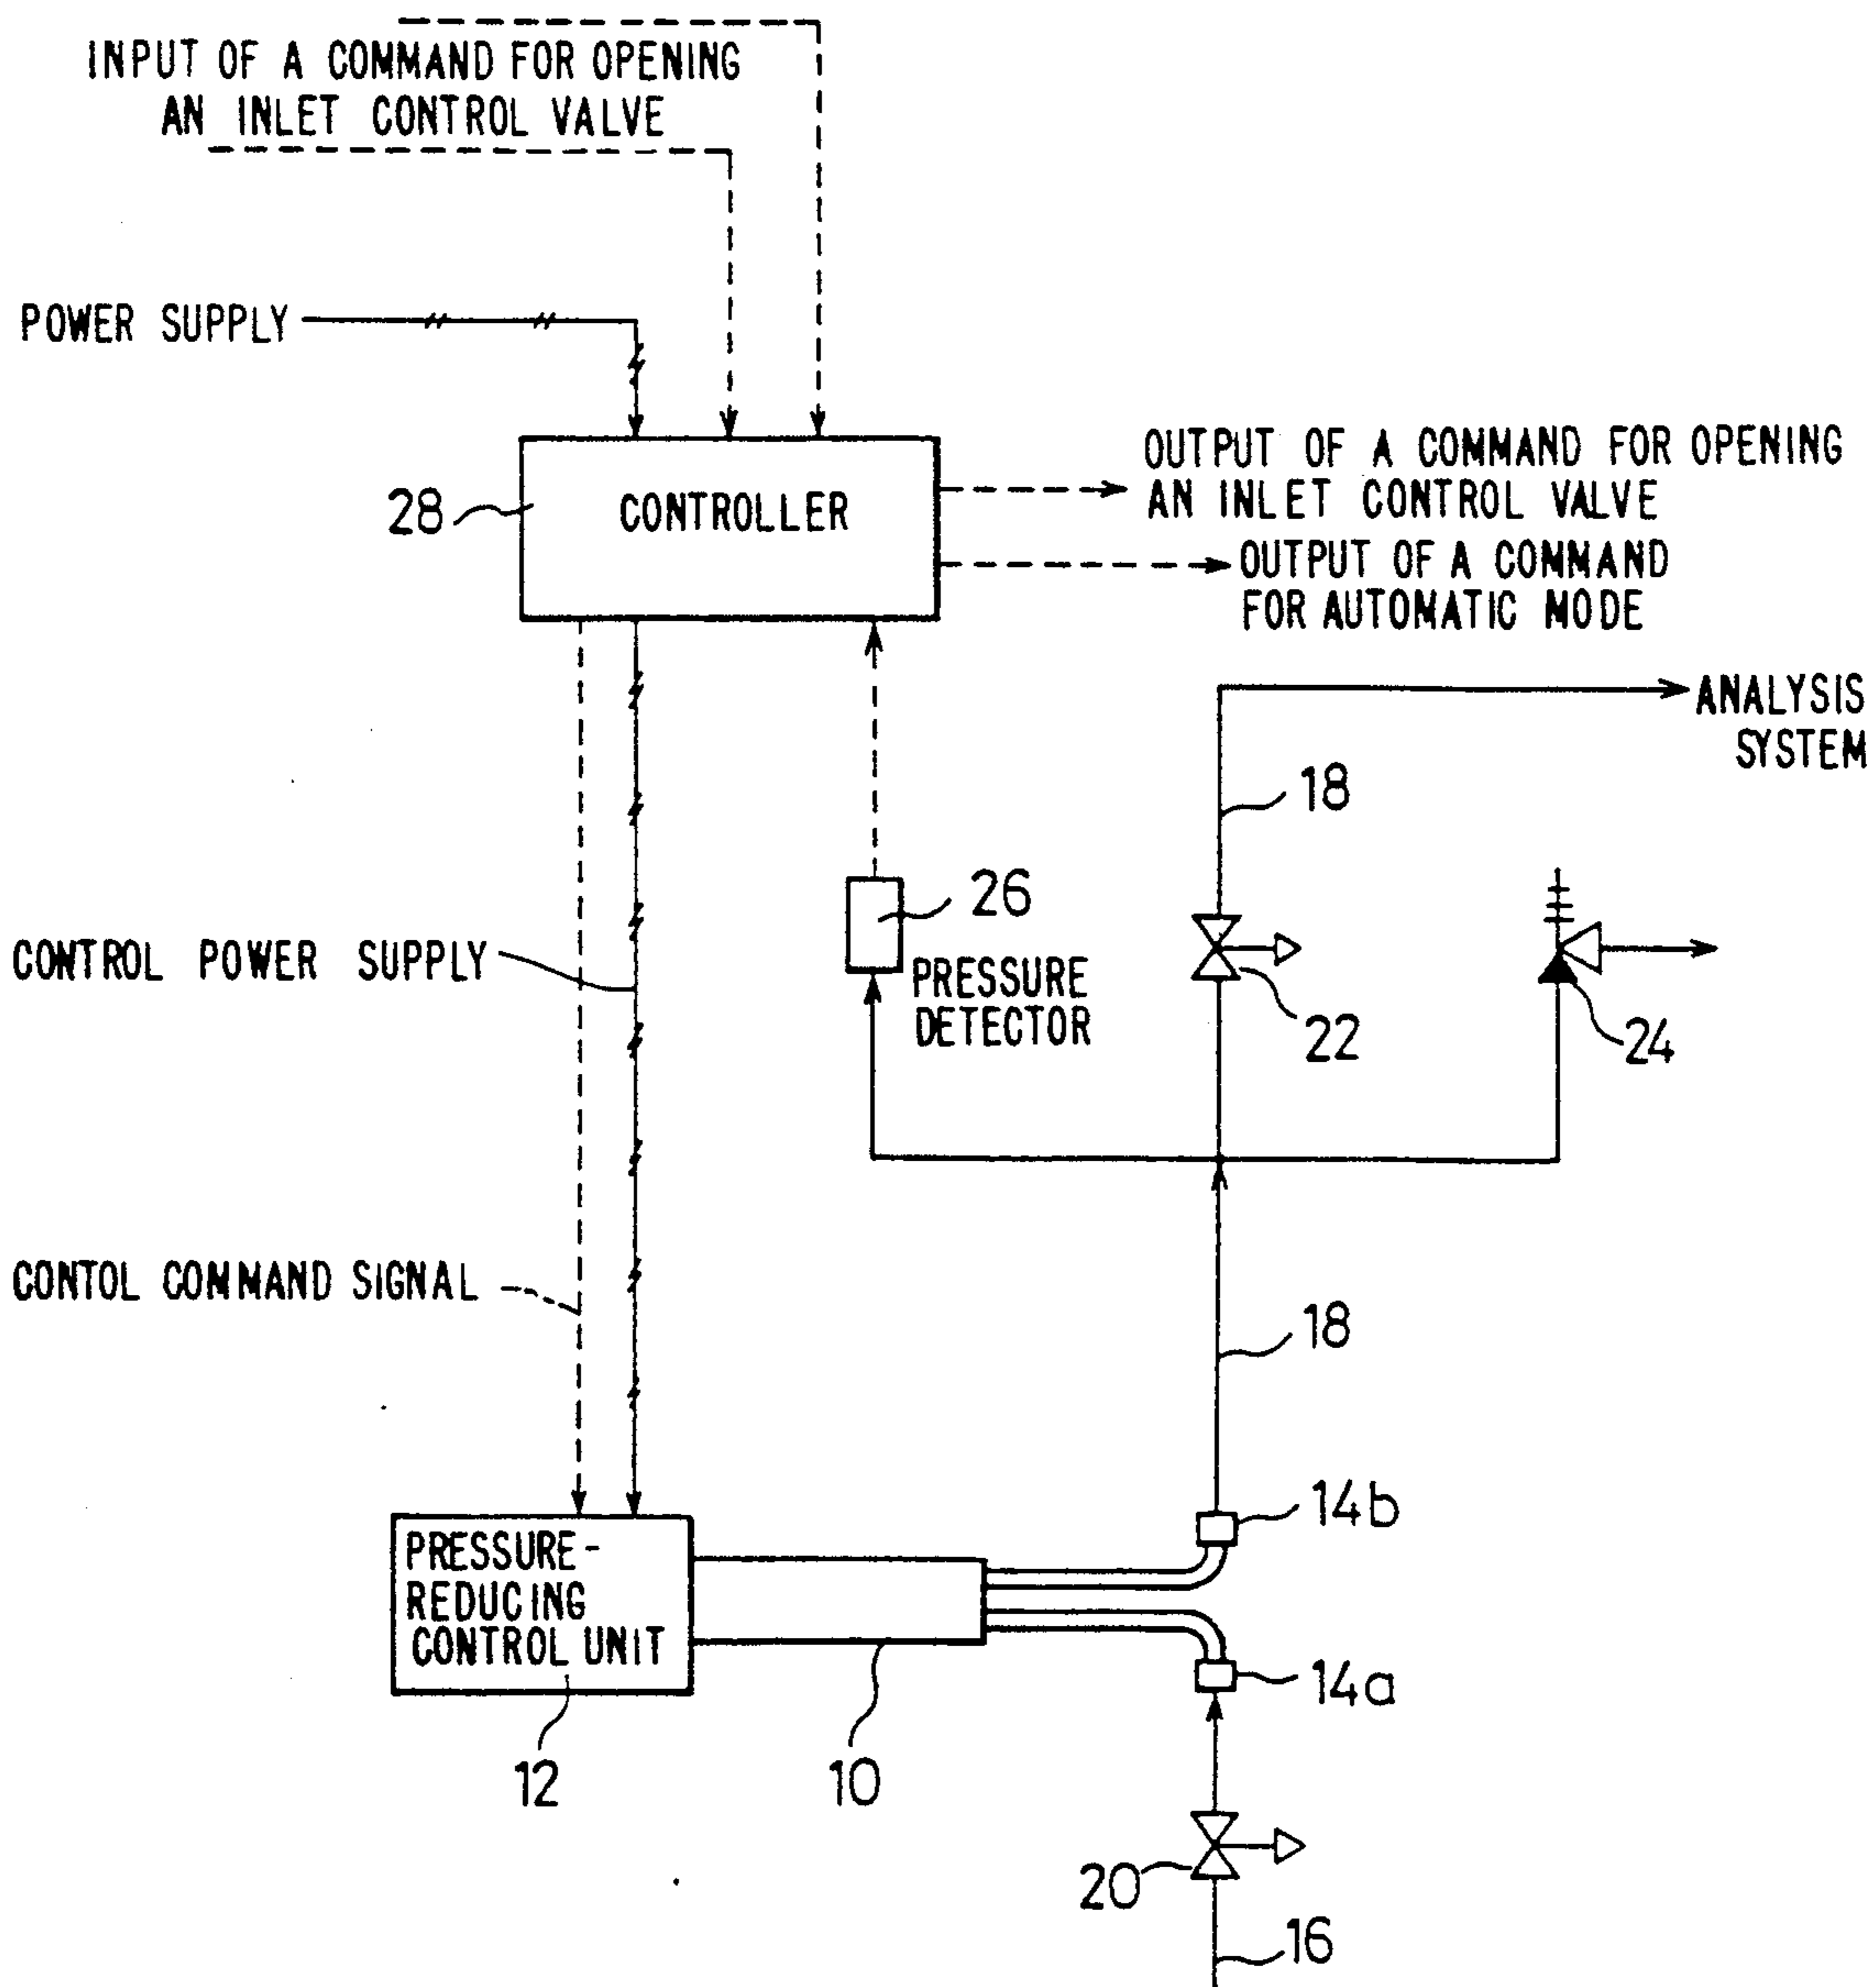 INPUT OF A COMMAND FOR OPENING
AN INLET CONTROL VALVE
POWER SUPPLY
28
CONTROLLER
OUTPUT OF A COMMAND FOR OPENING
AN INLET CONTROL VALVE
OUTPUT OF A COMMAND
FOR AUTOMATIC MODE
ANALYSIS
SYSTEM
18
26
PRESSURE
DETECTOR
22
24
CONTROL POWER SUPPLY
CONTOL COMMAND SIGNAL
18
14b
PRESSURE-
REDUCING
CONTROL UNIT
14a
12
10
20
16